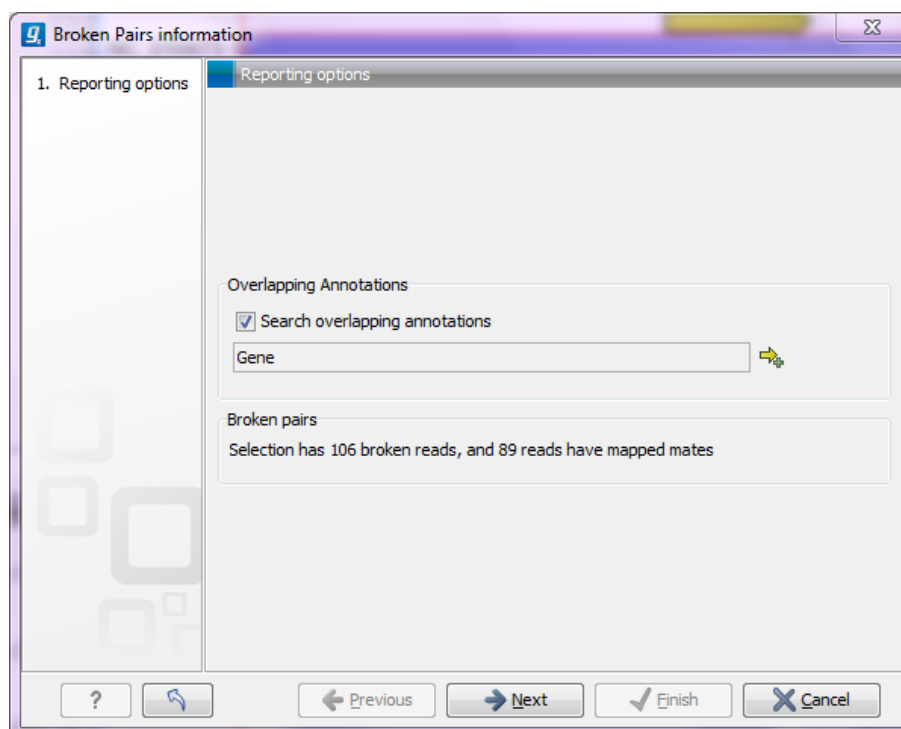 Broken Pairs information
1. Reporting options
Reporting options
Overlapping Annotations
Search overlapping annotations
Gene
Broken pairs
Selection has 106 broken reads, and 89 reads have mapped mates
? Previous Next Finish Cancel